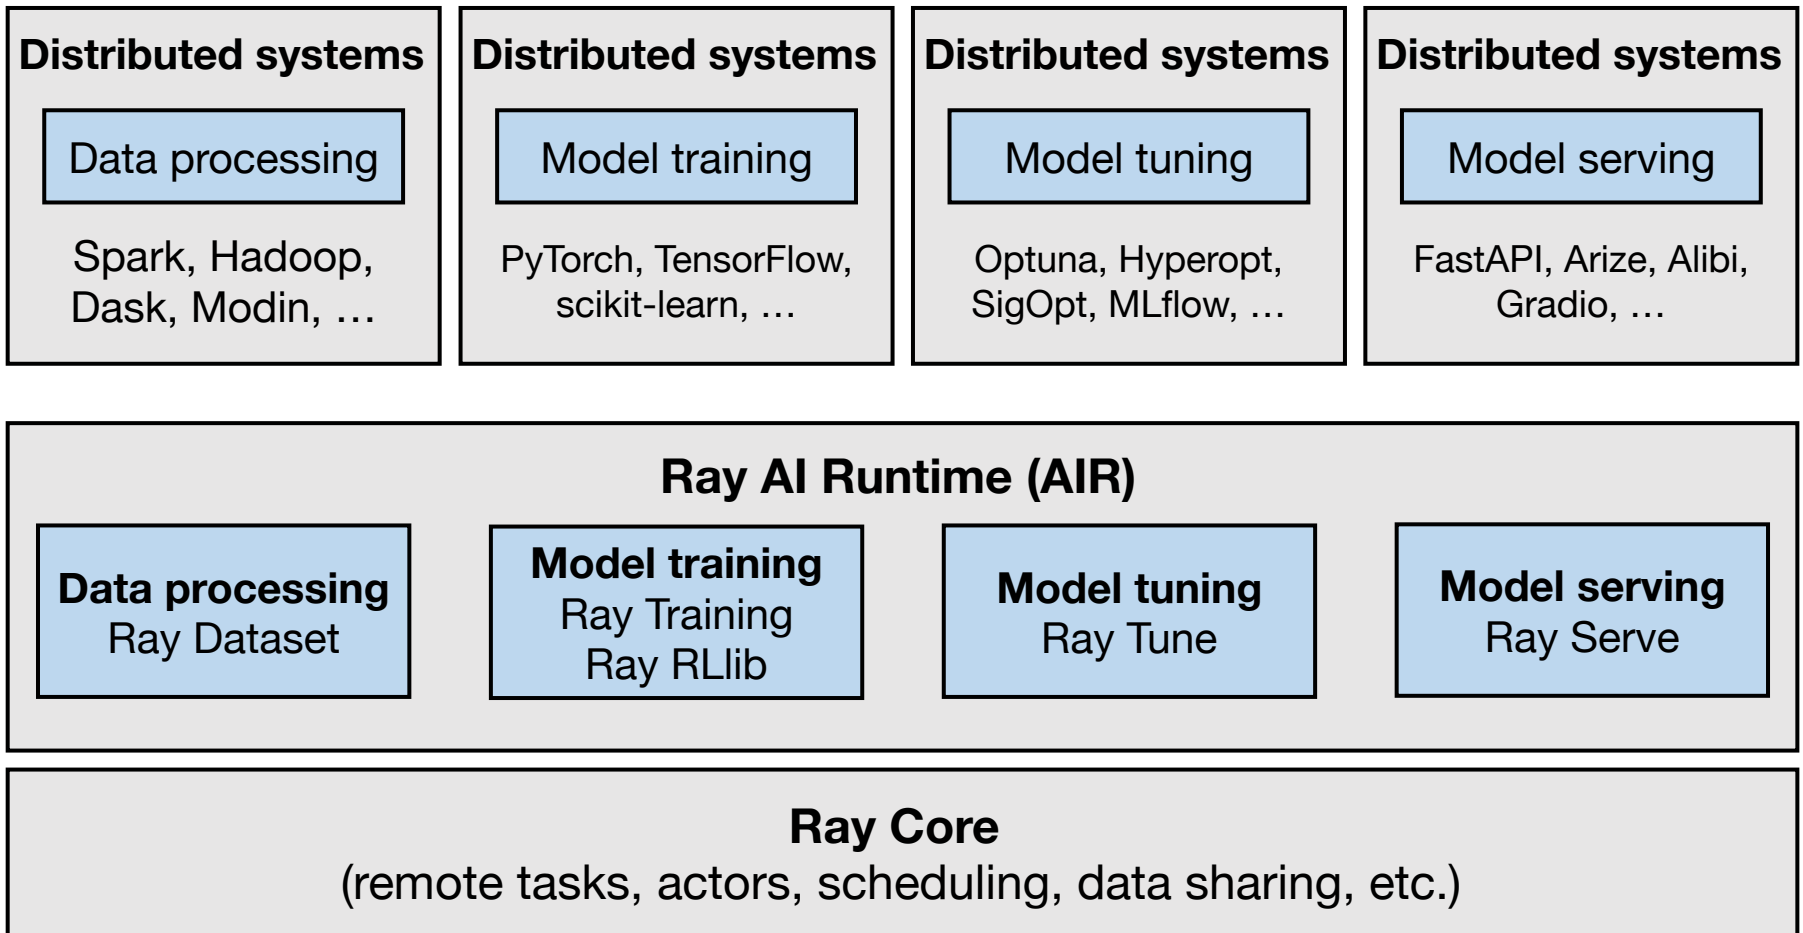 Distributed systems
Data processing
Spark, Hadoop,
Dask, Modin, …
Distributed systems
Model training
PyTorch, TensorFlow,
scikit-learn, …
Distributed systems
Model tuning
Optuna, Hyperopt,
SigOpt, MLflow, …
Distributed systems
Model serving
FastAPI, Arize, Alibi,
Gradio, …
Ray AI Runtime (AIR)
Data processing
Ray Dataset
Model training
Ray Training
Ray RLlib
Model tuning
Ray Tune
Model serving
Ray Serve
Ray Core
(remote tasks, actors, scheduling, data sharing, etc.)